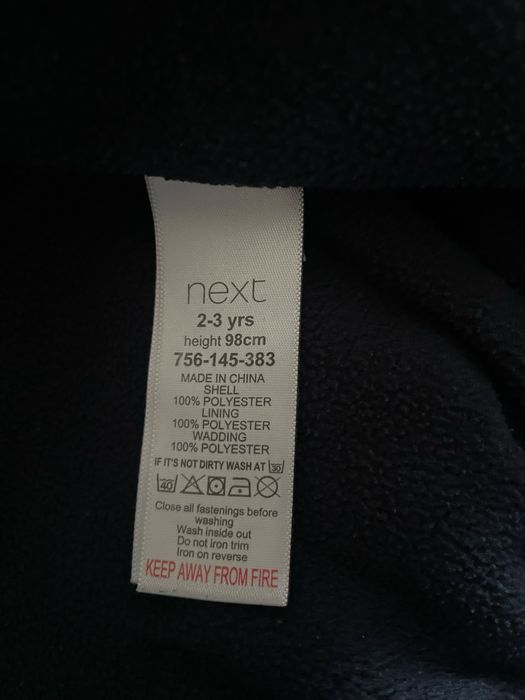 next
2-3 yrs
height 98cm
756-145-383
MADE IN CHINA
SHELL
100% POLYESTER
LINING
100% POLYESTER
WADDING
100% POLYESTER
IF IT'S NOT DIRTY WASH AT 30
40
Close all fastenings before
washing
Wash inside out
Do not iron trim
Iron on reverse
KEEP AWAY FROM FIRE